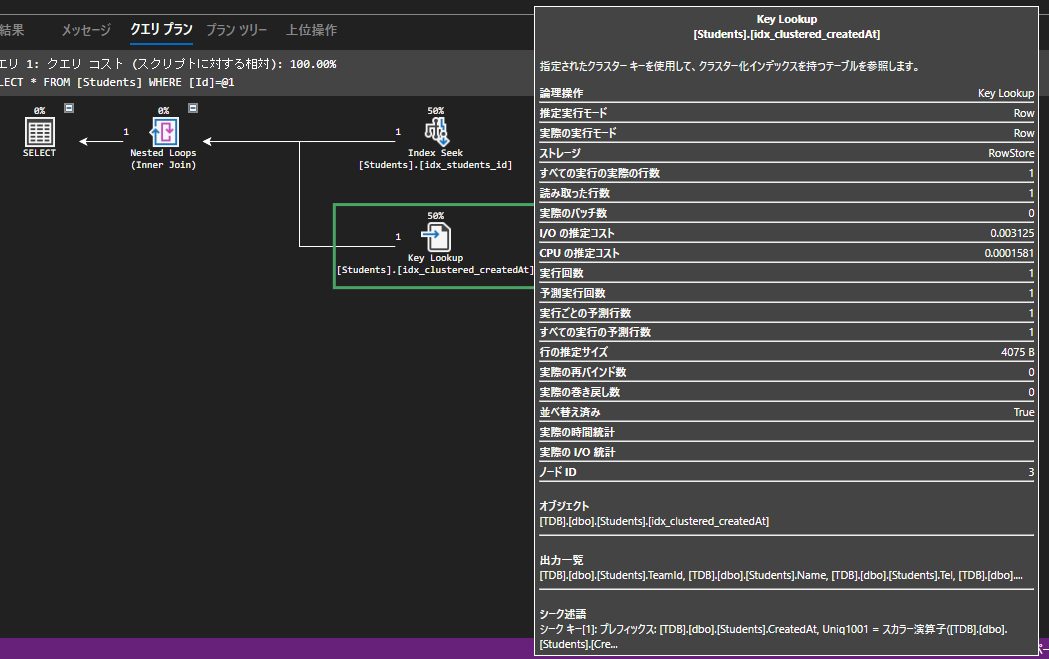 結果 メッセージ クエリ プラン プラン ツリー 上位操作
エリ 1: クエリ コスト (スクリプトに対する相対): 100.00%
LECT * FROM [Students] WHERE [Id]=@1
0%
SELECT
1
0%
Nested Loops
(Inner Join)
1
50%
Index Seek
[Students].[idx_students_id]
1
50%
Key Lookup
[Students].[idx_clustered_createdAt]
Key Lookup
[Students].[idx_clustered_createdAt]
指定されたクラスター キーを使用して、クラスター化インデックスを持つテーブルを参照します。
論理操作 Key Lookup
推定実行モード Row
実際の実行モード Row
ストレージ RowStore
すべての実行の実際の行数 1
読み取った行数 1
実際のバッチ数 0
I/O の推定コスト 0.003125
CPU の推定コスト 0.0001581
実行回数 1
予測実行回数 1
実行ごとの予測行数 1
すべての実行の予測行数 1
行の推定サイズ 4075 B
実際の再バインド数 0
実際の巻き戻し数 0
並べ替え済み True
実際の時間統計
実際の I/O 統計
ノード ID 3
オブジェクト
[TDB].[dbo].[Students].[idx_clustered_createdAt]
出力一覧
[TDB].[dbo].[Students].TeamId, [TDB].[dbo].[Students].Name, [TDB].[dbo].[Students].Tel, [TDB].[dbo]....
シーク述語
シーク キー[1]: プレフィックス: [TDB].[dbo].[Students].CreatedAt, Uniq1001 = スカラー演算子([TDB].[dbo].
[Students].[Cre...